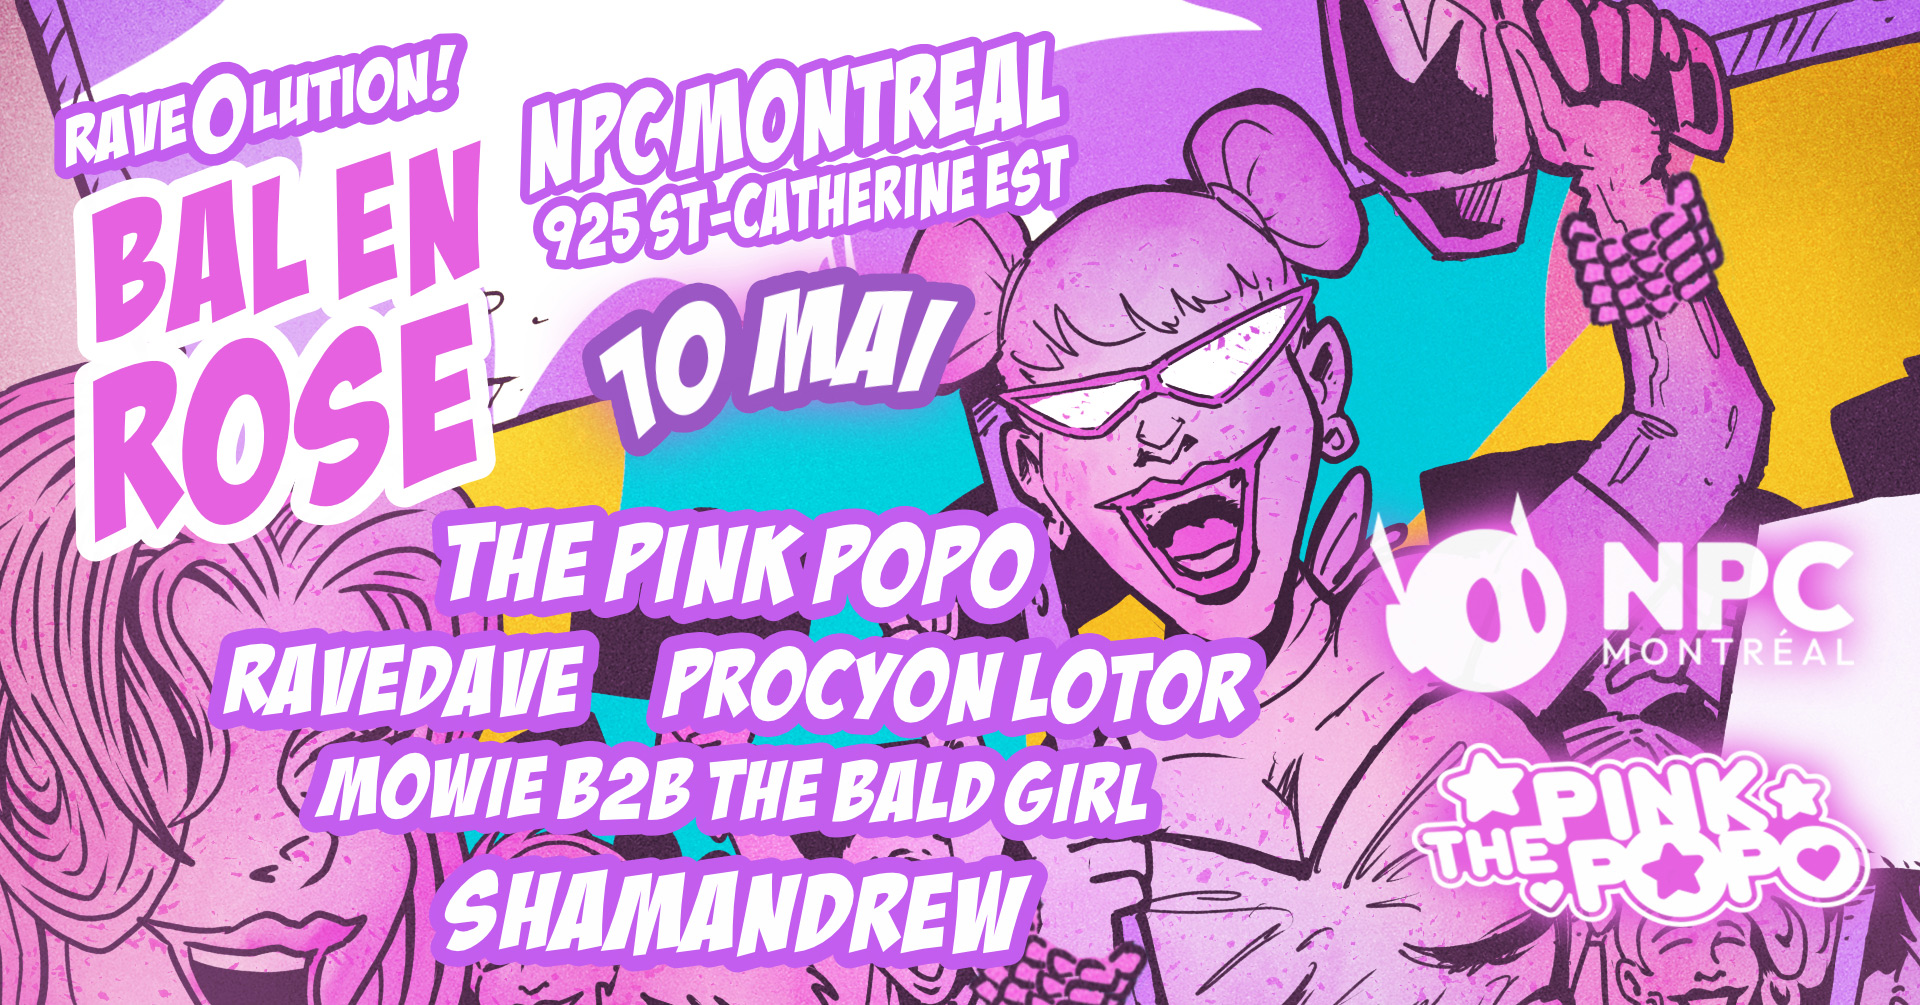 RAVEOLUTION!
BAL EN
ROSE
NPC MONTREAL
925 ST-CATHERINE EST
10 MAI
THE PINK POPO
RAVEDAVE
PROCYON LOTOR
MOWIE B2B THE BALD GIRL
SHAMANDREW
NPC
MONTRÉAL
PINK
THE POPO